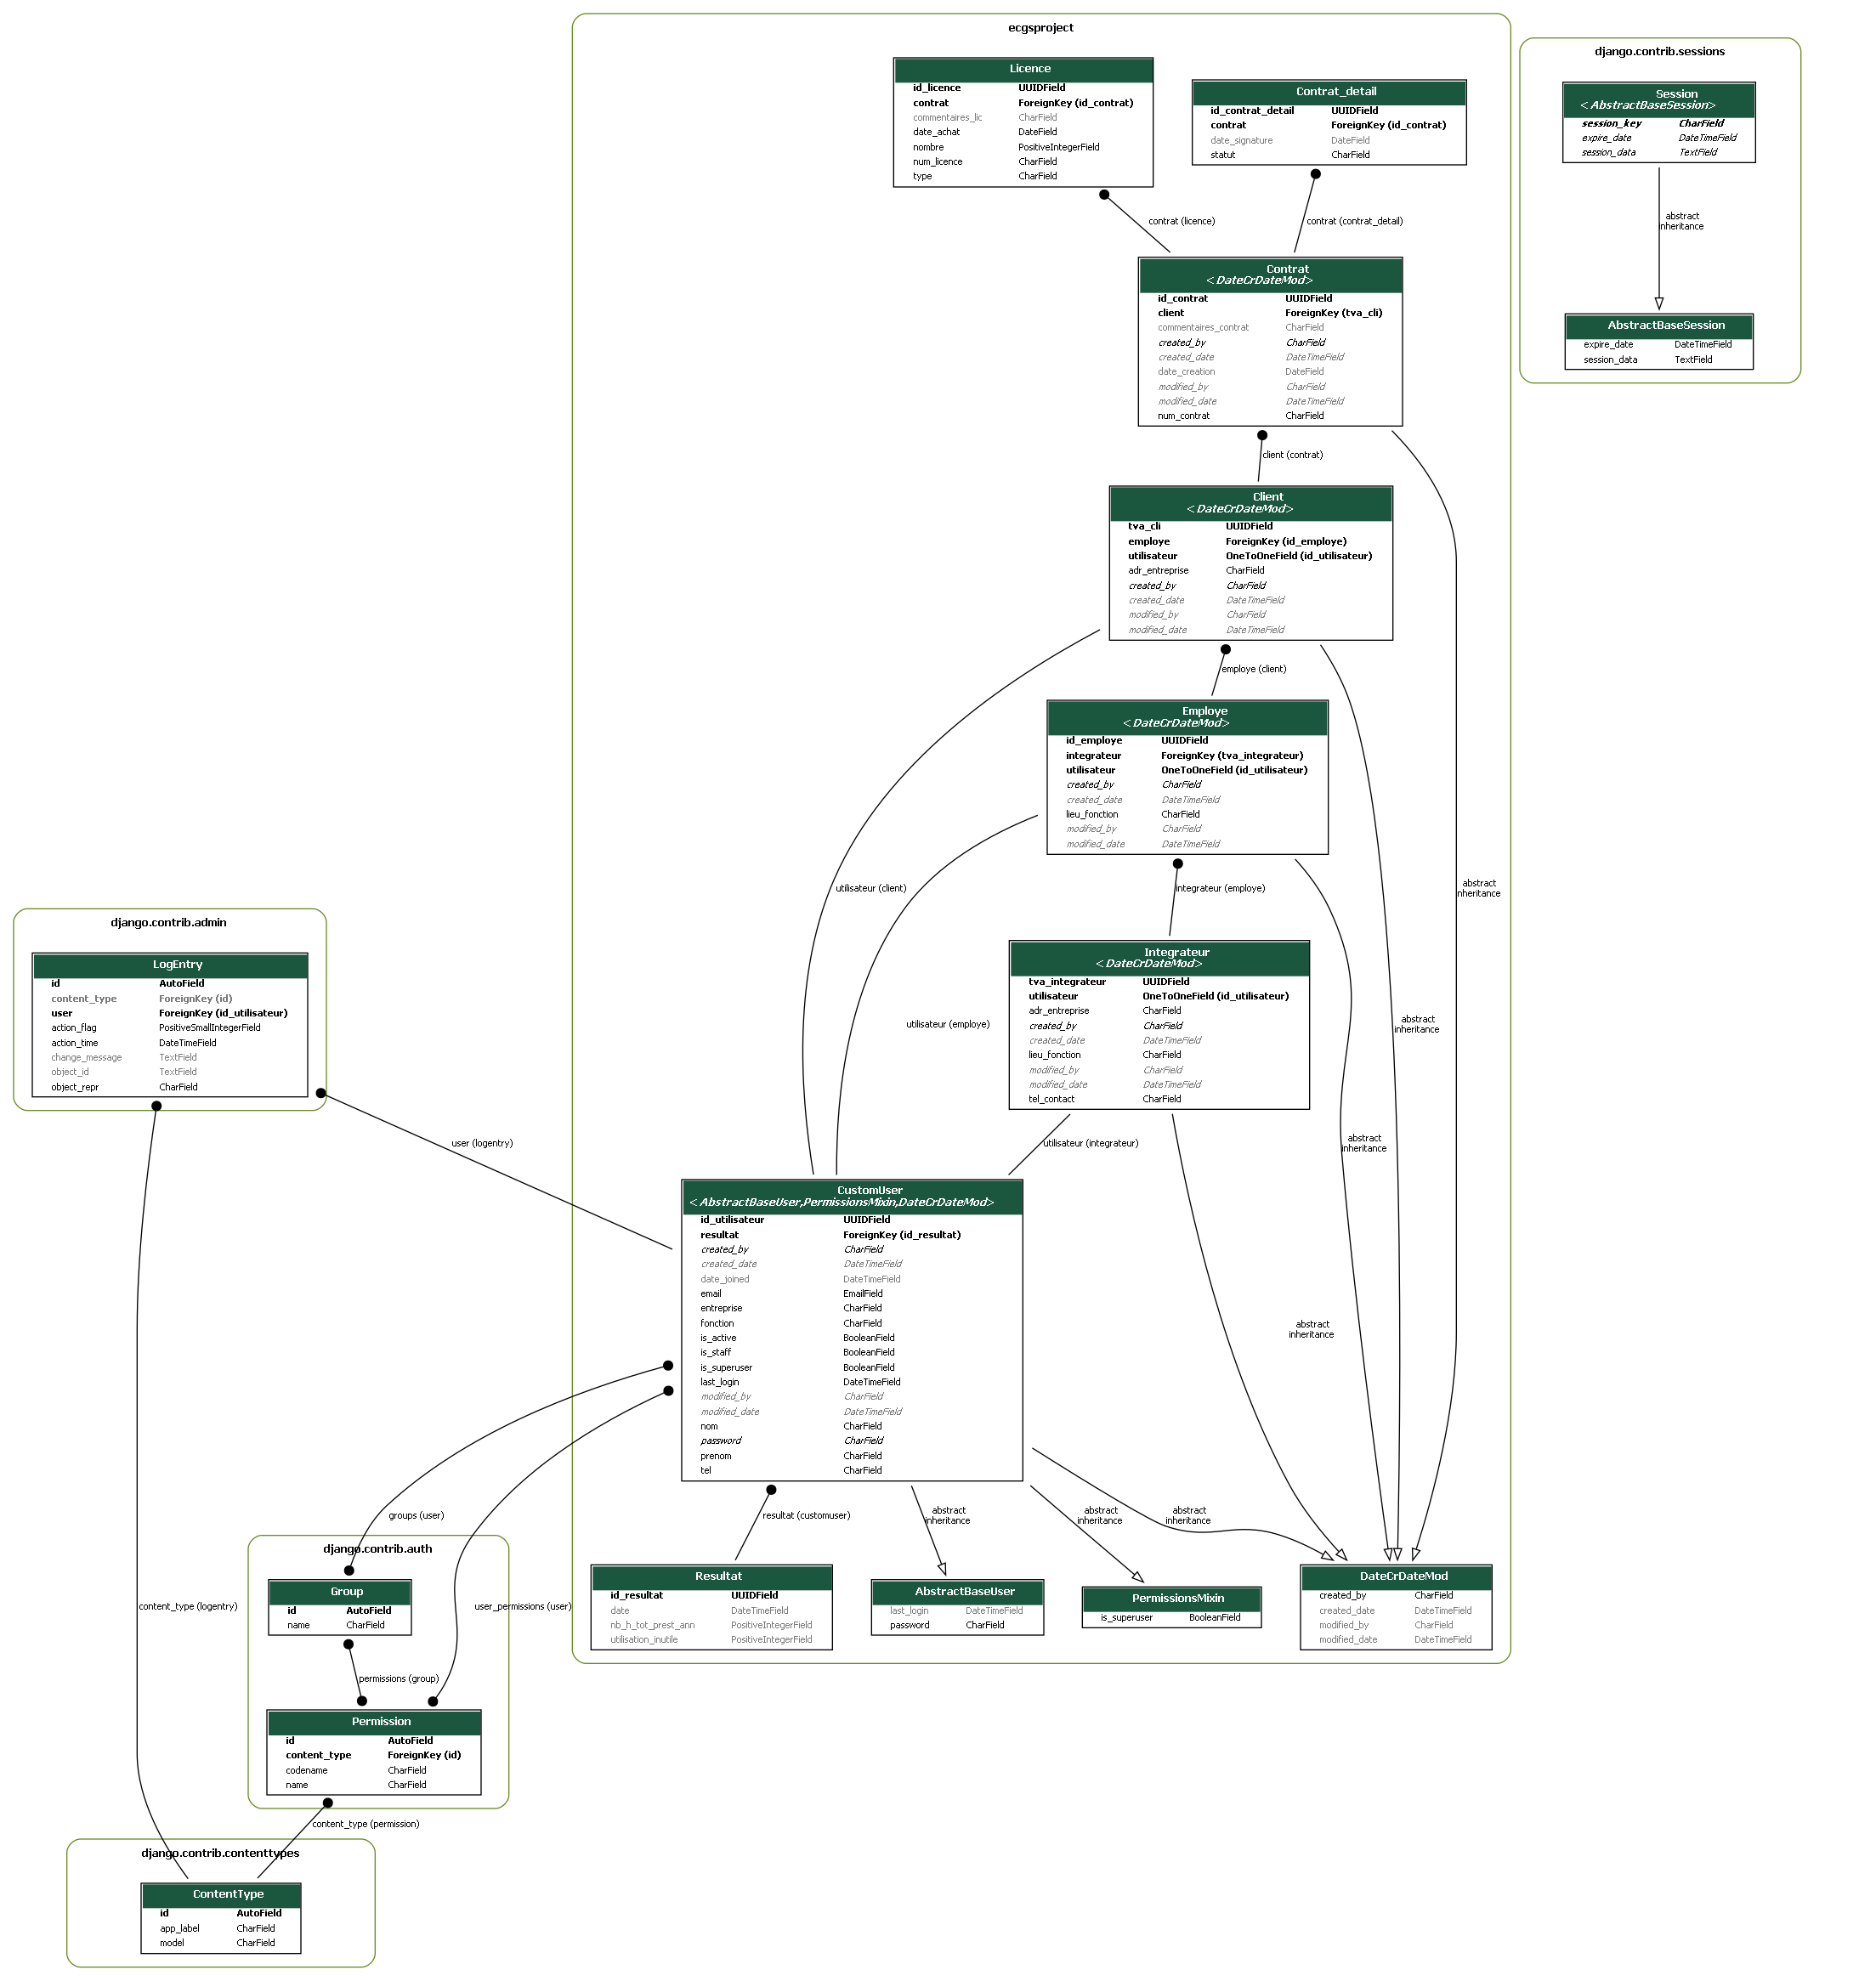 ecgsproject
Licence
id_licence UUIDField
contrat ForeignKey (id_contrat)
commentaires_lic CharField
date_achat DateField
nombre PositiveIntegerField
num_licence CharField
type CharField
Contrat_detail
id_contrat_detail UUIDField
contrat ForeignKey (id_contrat)
date_signature DateField
statut CharField
contrat (licence)
contrat (contrat_detail)
Contrat
<DateCrDateMod>
id_contrat UUIDField
client ForeignKey (tva_cli)
commentaires_contrat CharField
created_by CharField
created_date DateTimeField
date_creation DateField
modified_by CharField
modified_date DateTimeField
num_contrat CharField
client (contrat)
Client
<DateCrDateMod>
tva_cli UUIDField
employe ForeignKey (id_employe)
utilisateur OneToOneField (id_utilisateur)
adr_entreprise CharField
created_by CharField
created_date DateTimeField
modified_by CharField
modified_date DateTimeField
employe (client)
Employe
<DateCrDateMod>
id_employe UUIDField
integrateur ForeignKey (tva_integrateur)
utilisateur OneToOneField (id_utilisateur)
created_by CharField
created_date DateTimeField
lieu_fonction CharField
modified_by CharField
modified_date DateTimeField
utilisateur (client)
integrateur (employe)
abstract
inheritance
Integrateur
<DateCrDateMod>
tva_integrateur UUIDField
utilisateur OneToOneField (id_utilisateur)
adr_entreprise CharField
created_by CharField
created_date DateTimeField
lieu_fonction CharField
modified_by CharField
modified_date DateTimeField
tel_contact CharField
utilisateur (employe)
abstract
inheritance
utilisateur (integrateur)
abstract
inheritance
CustomUser
<AbstractBaseUser,PermissionsMixin,DateCrDateMod>
id_utilisateur UUIDField
resultat ForeignKey (id_resultat)
created_by CharField
created_date DateTimeField
date_joined DateTimeField
email EmailField
entreprise CharField
fonction CharField
is_active BooleanField
is_staff BooleanField
is_superuser BooleanField
last_login DateTimeField
modified_by CharField
modified_date DateTimeField
nom CharField
password CharField
prenom CharField
tel CharField
abstract
inheritance
resultat (customuser)
abstract
inheritance
abstract
inheritance
abstract
inheritance
Resultat
id_resultat UUIDField
date DateTimeField
nb_h_tot_prest_ann PositiveIntegerField
utilisation_inutile PositiveIntegerField
AbstractBaseUser
last_login DateTimeField
password CharField
PermissionsMixin
is_superuser BooleanField
DateCrDateMod
created_by CharField
created_date DateTimeField
modified_by CharField
modified_date DateTimeField
django.contrib.sessions
Session
<AbstractBaseSession>
session_key CharField
expire_date DateTimeField
session_data TextField
abstract
inheritance
AbstractBaseSession
expire_date DateTimeField
session_data TextField
django.contrib.admin
LogEntry
id AutoField
content_type ForeignKey (id)
user ForeignKey (id_utilisateur)
action_flag PositiveSmallIntegerField
action_time DateTimeField
change_message TextField
object_id TextField
object_repr CharField
user (logentry)
groups (user)
content_type (logentry)
user_permissions (user)
django.contrib.auth
Group
id AutoField
name CharField
permissions (group)
Permission
id AutoField
content_type ForeignKey (id)
codename CharField
name CharField
content_type (permission)
django.contrib.contenttypes
ContentType
id AutoField
app_label CharField
model CharField